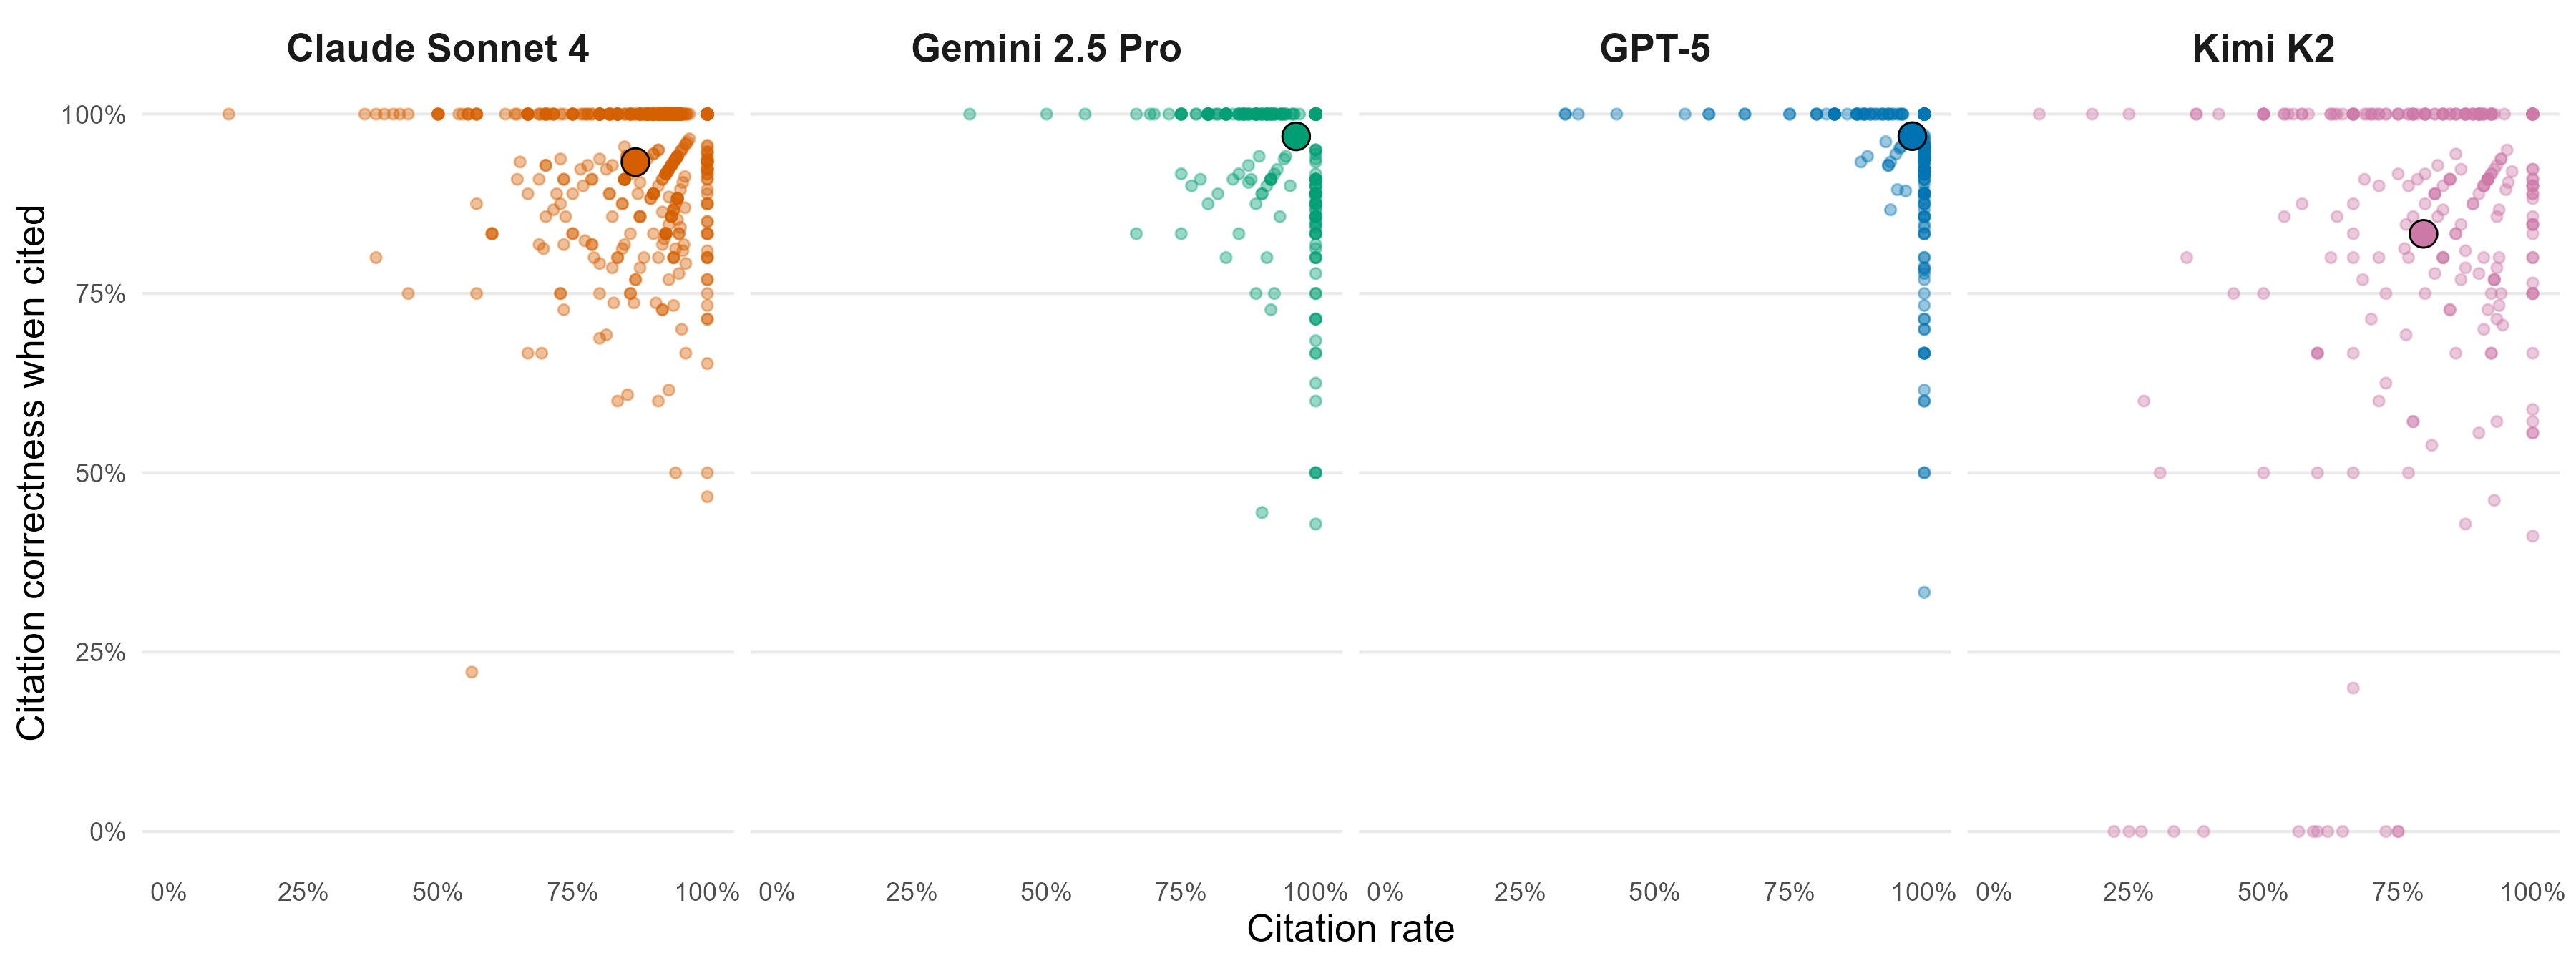 Claude Sonnet 4
Gemini 2.5 Pro
GPT-5
Kimi K2
Citation correctness when cited
100%
75%
50%
25%
0%
0% 25% 50% 75% 100%
0% 25% 50% 75% 100%
0% 25% 50% 75% 100%
0% 25% 50% 75% 100%
Citation rate